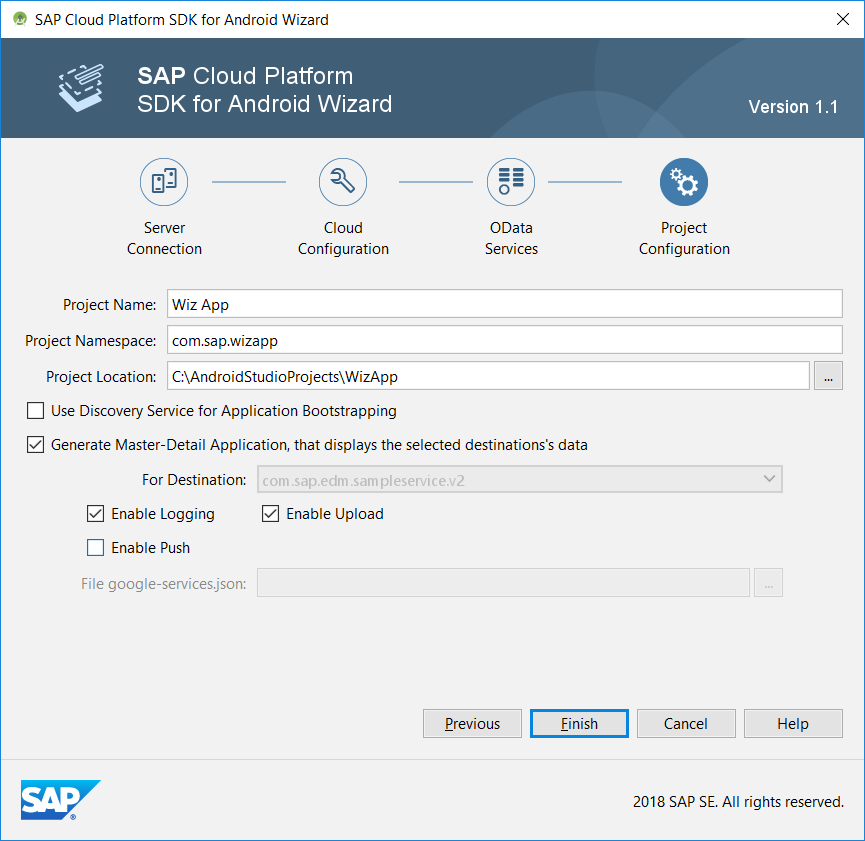 SAP Cloud Platform SDK for Android Wizard
SAP Cloud Platform
SDK for Android Wizard
Version 1.1
Server
Connection
Cloud
Configuration
OData
Services
Project
Configuration
Project Name: Wiz App
Project Namespace: com.sap.wizapp
Project Location: C:\AndroidStudioProjects\WizApp ...
Use Discovery Service for Application Bootstrapping
Generate Master-Detail Application, that displays the selected destinations's data
For Destination: com.sap.edm.sampleservice.v2
Enable Logging Enable Upload
Enable Push
File google-services.json: ...
Previous Finish Cancel Help
SAP ®
2018 SAP SE. All rights reserved.